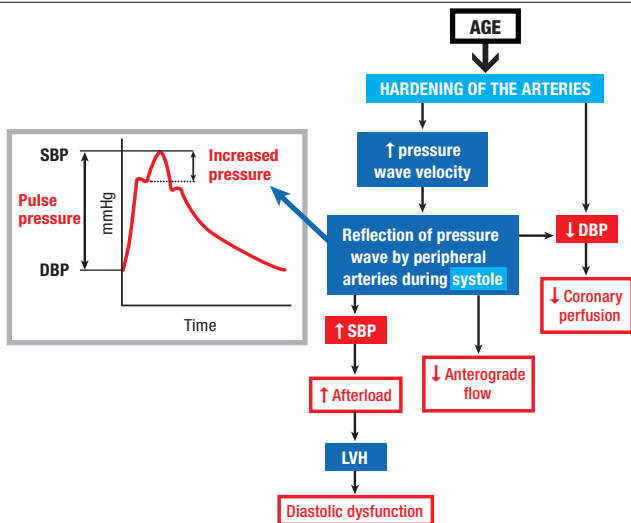 AGE
HARDENING OF THE ARTERIES
↑ pressure
wave velocity
SBP
Increased
pressure
Pulse
pressure
mmHg
DBP
Time
Reflection of pressure
wave by peripheral
arteries during systole
↓ DBP
↓ Coronary
perfusion
↑ SBP
↑ Afterload
↓ Anterograde
flow
LVH
Diastolic dysfunction